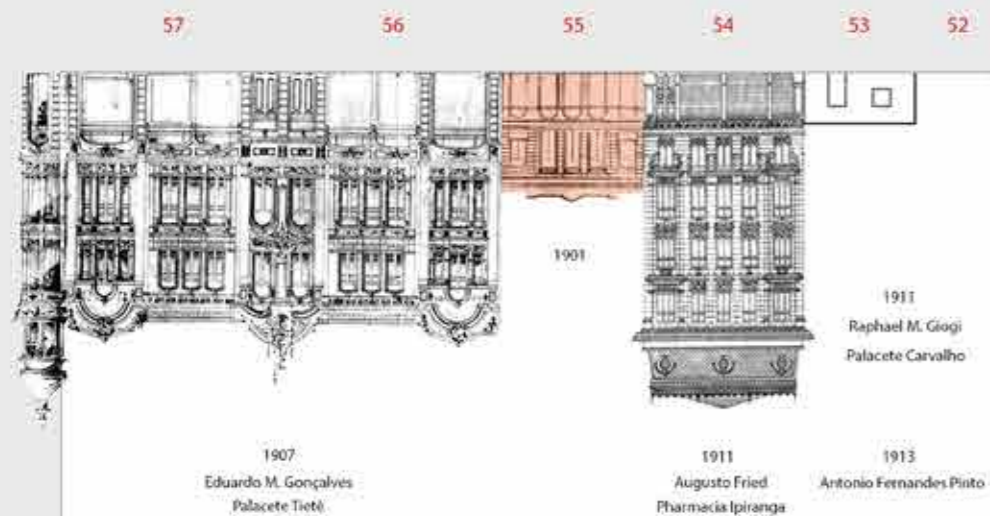 57 56 55 54 53 52
1901
1911
Raphael M. Giogi
Palacete Carvalho
1907
Eduardo M. Gonçalves
Palacete Tietê
1911
Augusto Fried
Pharmacia Ipiranga
1913
Antonio Fernandes Pinto